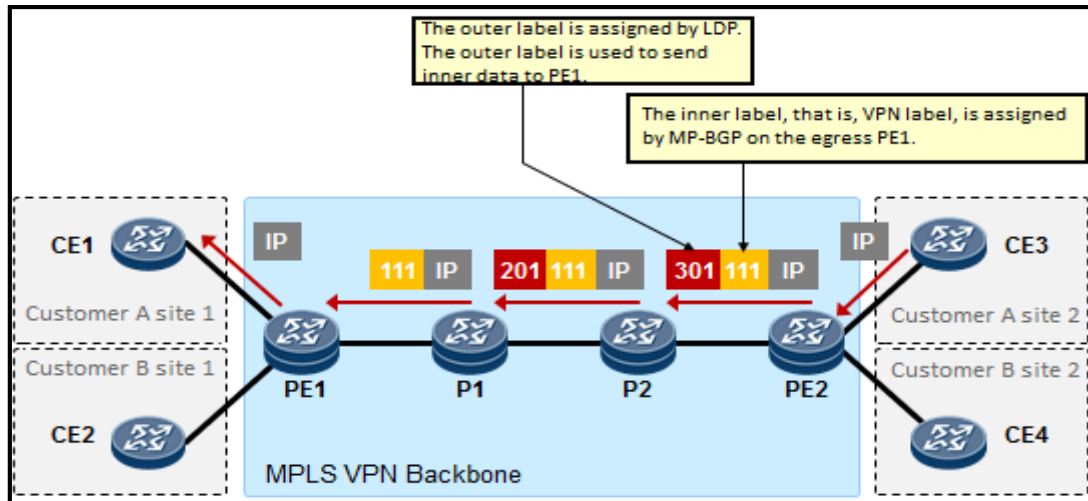 The outer label is assigned by LDP.
The outer label is used to send
inner data to PE1.
The inner label, that is, VPN label, is assigned
by MP-BGP on the egress PE1.
CE1
IP
111 IP
201 111 IP
301 111 IP
IP
CE3
Customer A site 1
Customer A site 2
Customer B site 1
Customer B site 2
PE1
P1
P2
PE2
CE2
CE4
MPLS VPN Backbone